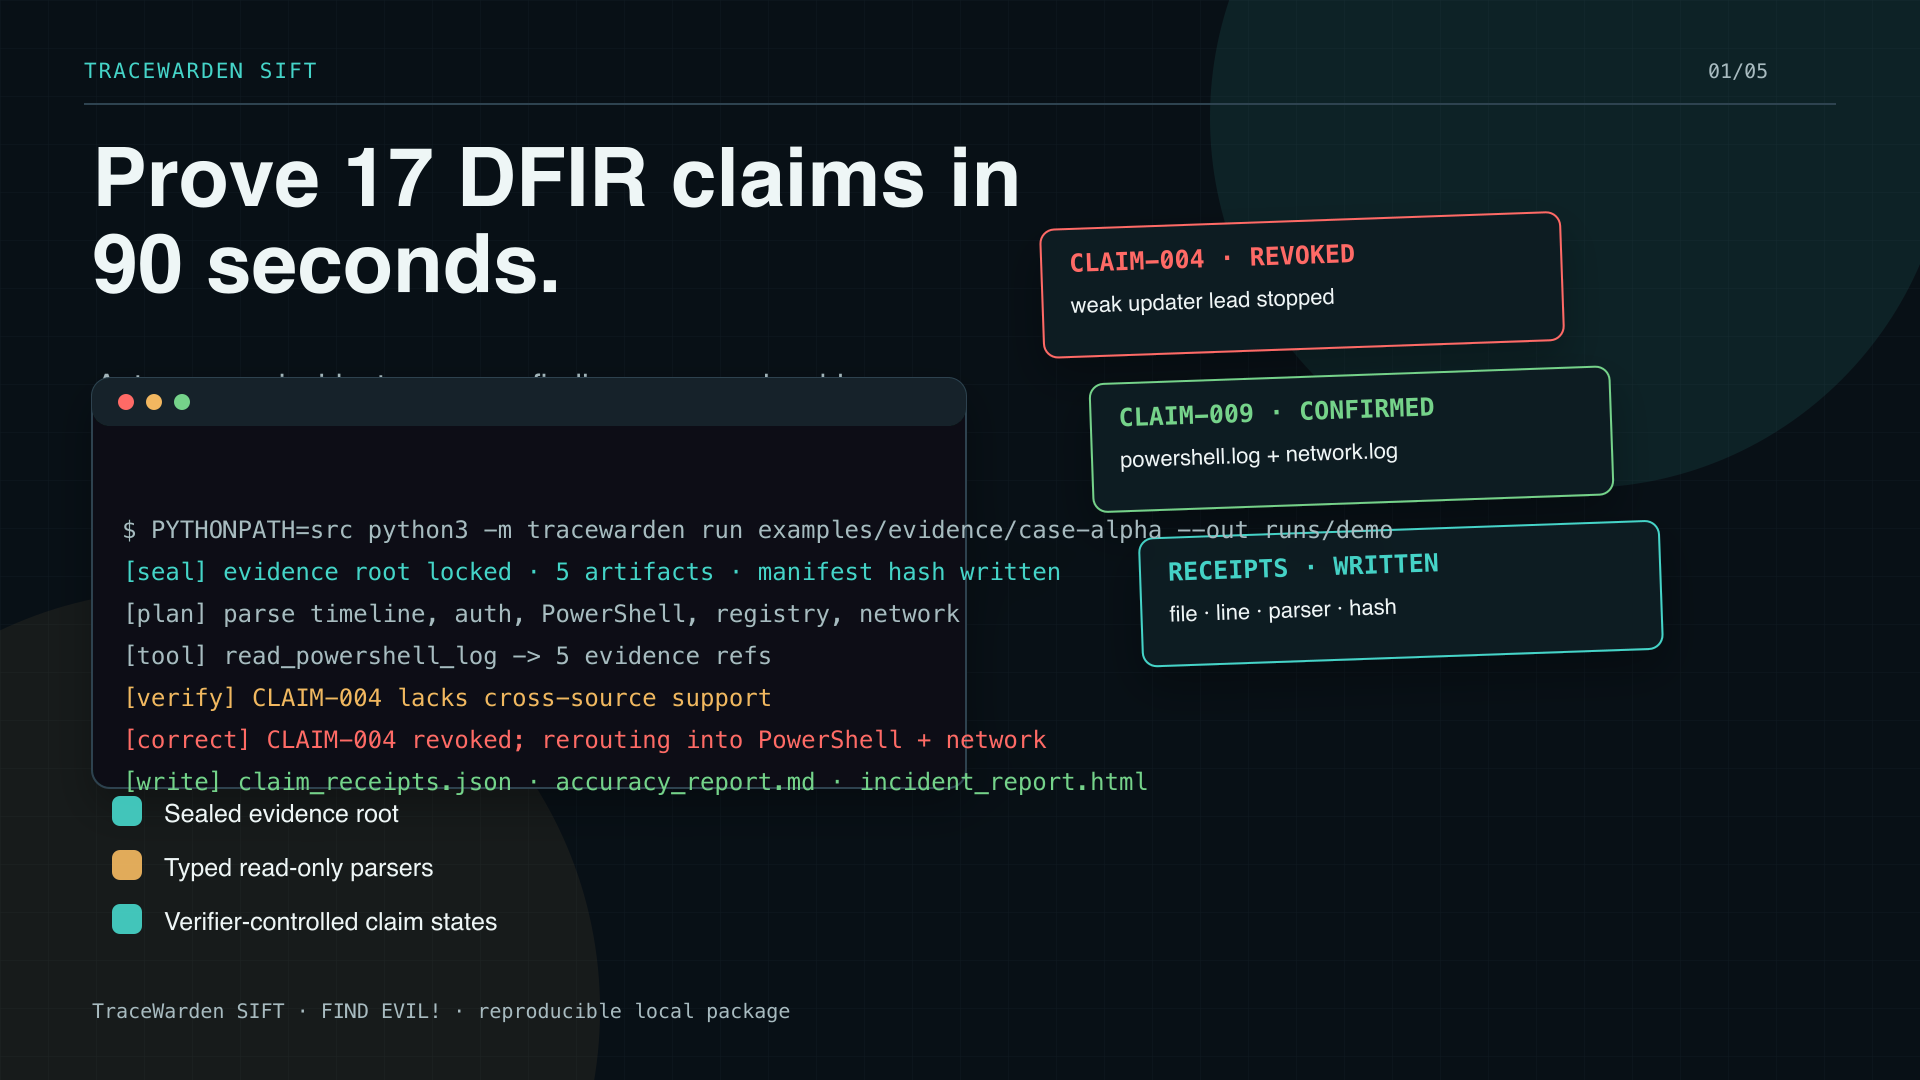 TRACEWARDEN SIFT
01/05
Prove 17 DFIR claims in
90 seconds.
CLAIM−004 · REVOKED
weak updater lead stopped
CLAIM−009 · CONFIRMED
powershell.log + network.log
RECEIPTS · WRITTEN
file · line · parser · hash
$ PYTHONPATH=src python3 −m tracewarden run examples/evidence/case−alpha −−out runs/demo
[seal] evidence root locked · 5 artifacts · manifest hash written
[plan] parse timeline, auth, PowerShell, registry, network
[tool] read_powershell_log −> 5 evidence refs
[verify] CLAIM−004 lacks cross−source support
[correct] CLAIM−004 revoked; rerouting into PowerShell + network
[write] claim_receipts.json · accuracy_report.md · incident_report.html
Sealed evidence root
Typed read-only parsers
Verifier-controlled claim states
TraceWarden SIFT · FIND EVIL! · reproducible local package